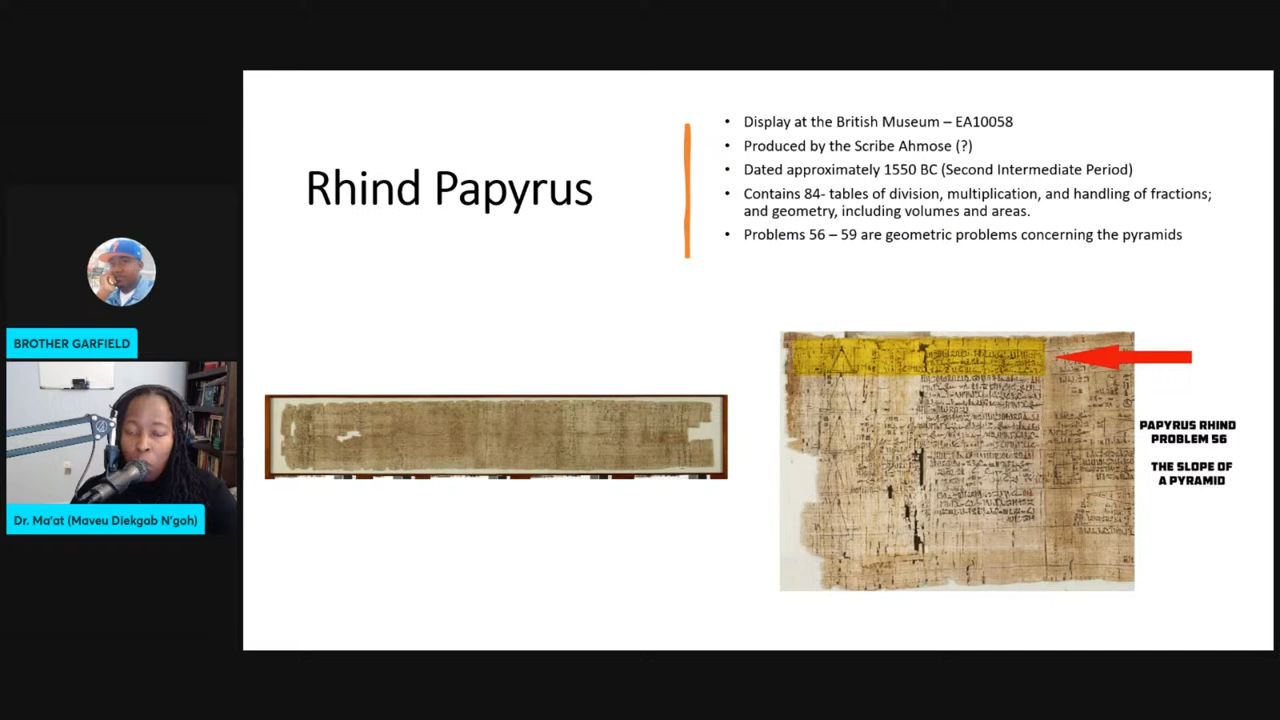 Rhind Papyrus
• Display at the British Museum – EA10058
• Produced by the Scribe Ahmose (?)
• Dated approximately 1550 BC (Second Intermediate Period)
• Contains 84- tables of division, multiplication, and handling of fractions;
and geometry, including volumes and areas.
• Problems 56 – 59 are geometric problems concerning the pyramids
BROTHER GARFIELD
Dr. Ma'at (Maveu Diekgab N'goh)
PAPYRUS RHIND
PROBLEM 56
THE SLOPE OF
A PYRAMID